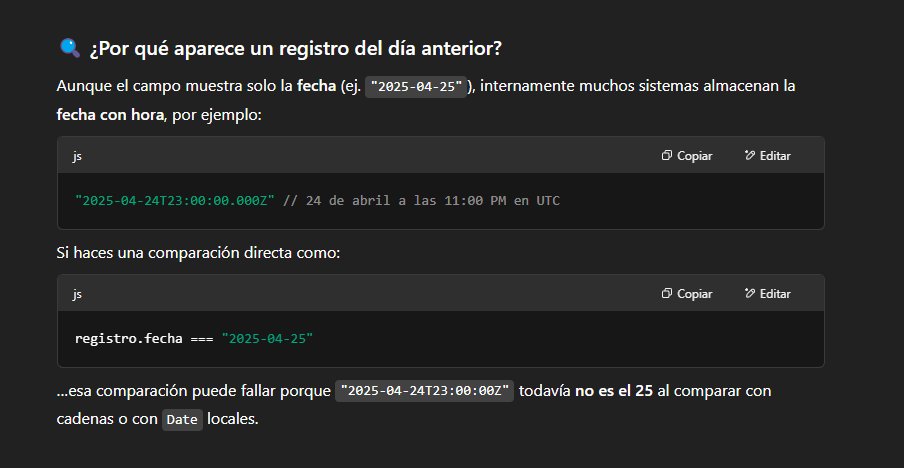 🔍 ¿Por qué aparece un registro del día anterior?
Aunque el campo muestra solo la fecha (ej. "2025-04-25"), internamente muchos sistemas almacenan la
fecha con hora, por ejemplo:
js Copiar Editar
"2025-04-24T23:00:00.000Z" // 24 de abril a las 11:00 PM en UTC
Si haces una comparación directa como:
js Copiar Editar
registro.fecha === "2025-04-25"
...esa comparación puede fallar porque "2025-04-24T23:00:00Z" todavía no es el 25 al comparar con
cadenas o con Date locales.